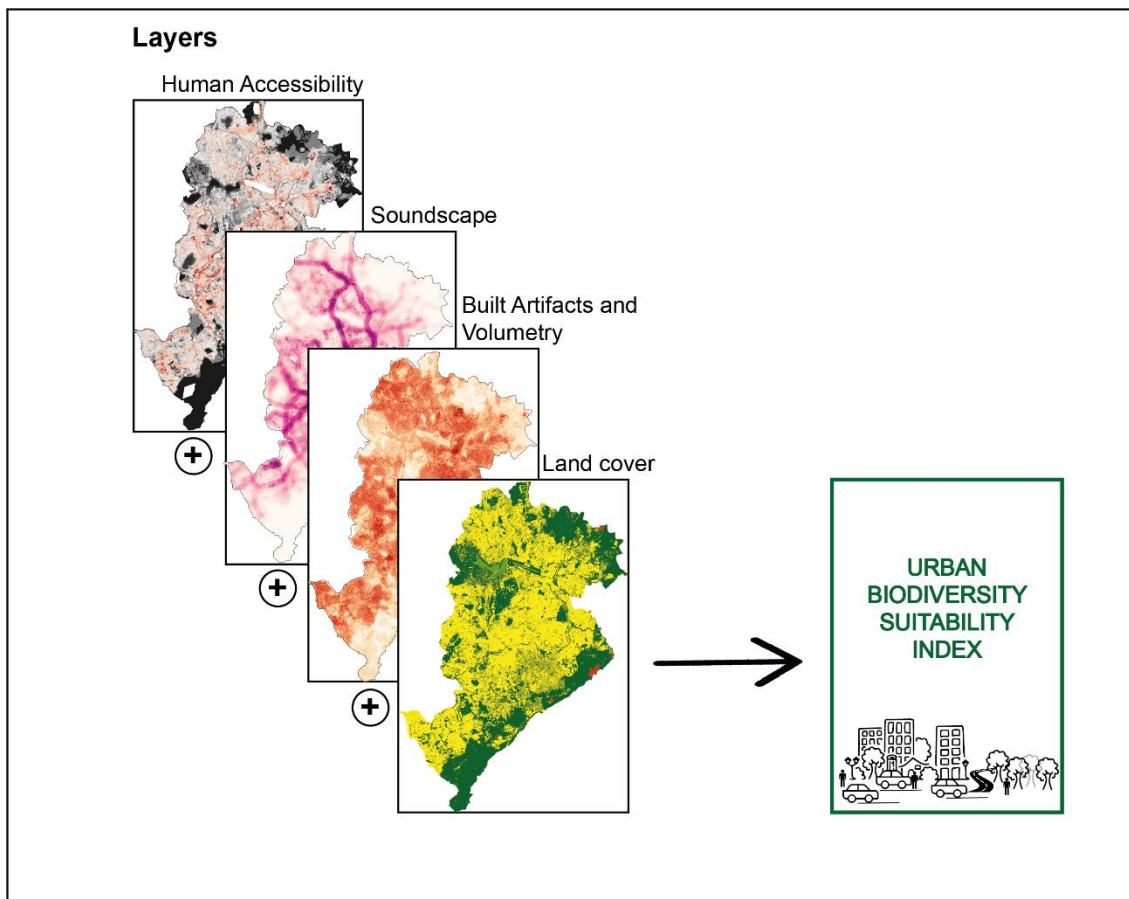 Layers
Human Accessibility
Soundscape
Built Artifacts and
Volumetry
Land cover
URBAN
BIODIVERSITY
SUITABILITY
INDEX